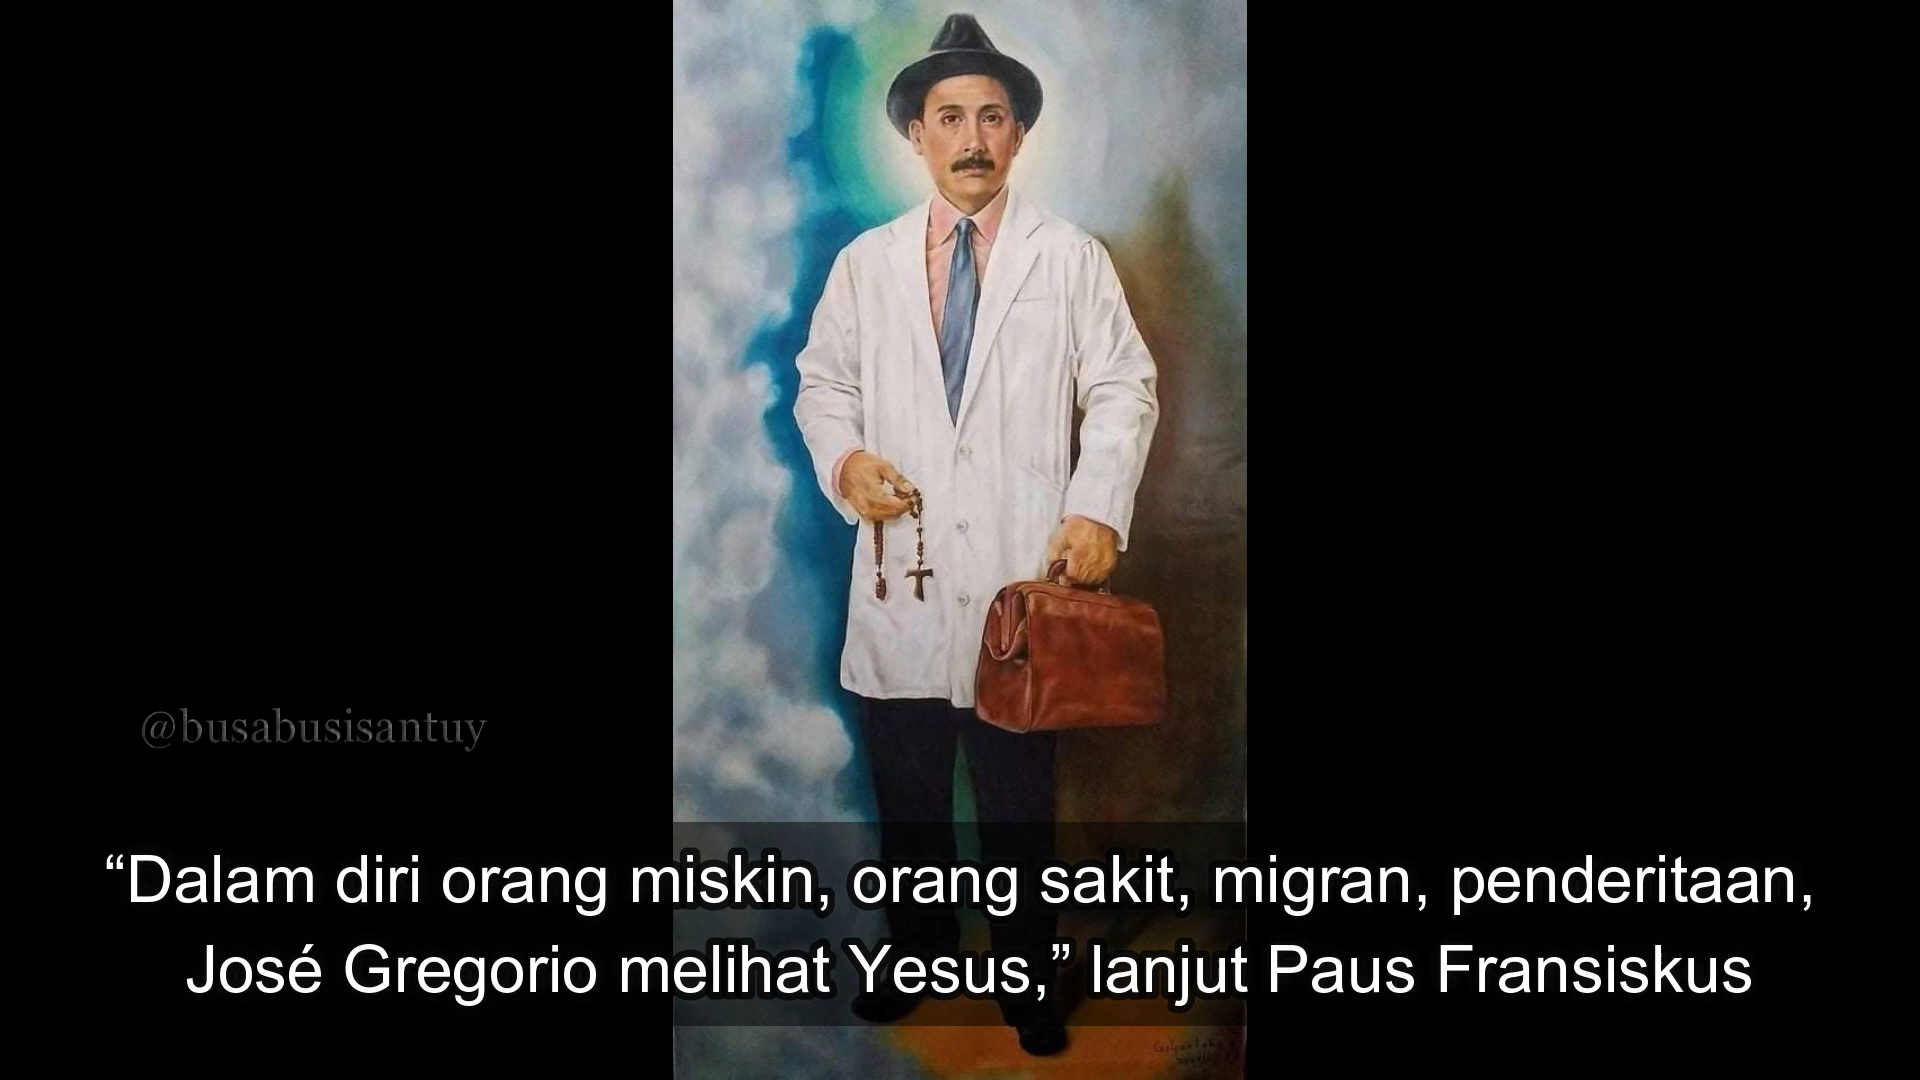 @busabusisantuy
“Dalam diri orang miskin, orang sakit, migran, penderitaan,
José Gregorio melihat Yesus,” lanjut Paus Fransiskus